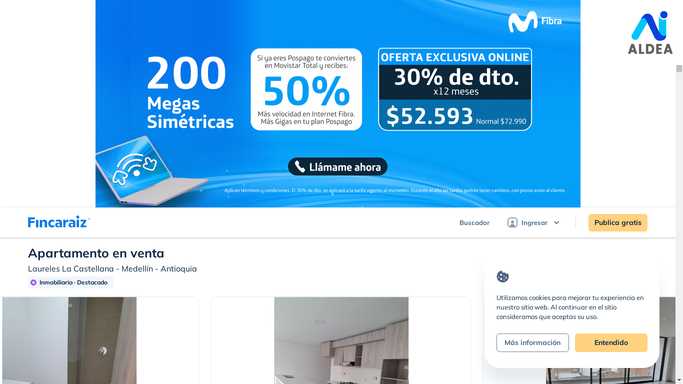 Fibra
ALDEA
200
Megas
Simétricas
Si ya eres Pospago te conviertes
en Movistar Total y recibes:
50%
Más velocidad en Internet Fibra.
Más Gigas en tu plan Pospago
OFERTA EXCLUSIVA ONLINE
30% de dto.
x12 meses
$52.593 Normal $72.990
Llámame ahora
Fincaraiz
Buscador
Ingresar
Publica gratis
Apartamento en venta
Laureles La Castellana - Medellín - Antioquia
Inmobiliario · Destacado
Utilizamos cookies para mejorar tu experiencia en
nuestro sitio web. Al continuar en el sitio
consideramos que aceptas su uso.
Más información
Entendido